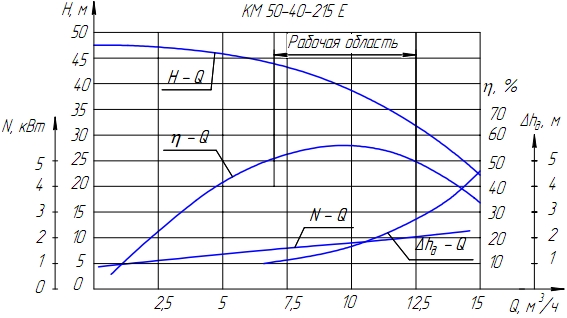 H, м КМ 50-40-215 Е
50
Рабочая область
45
H – Q
40 η, %
35 70
N, кВт Δhв, м
30 60
η – Q
5 25 50 5
4 20 40 4
3 15 30 3
N – Q
2 10 20 2
Δhв – Q
1 5 10 1
0 0
2,5 5 7,5 10 12,5 15
Q, м³/ч